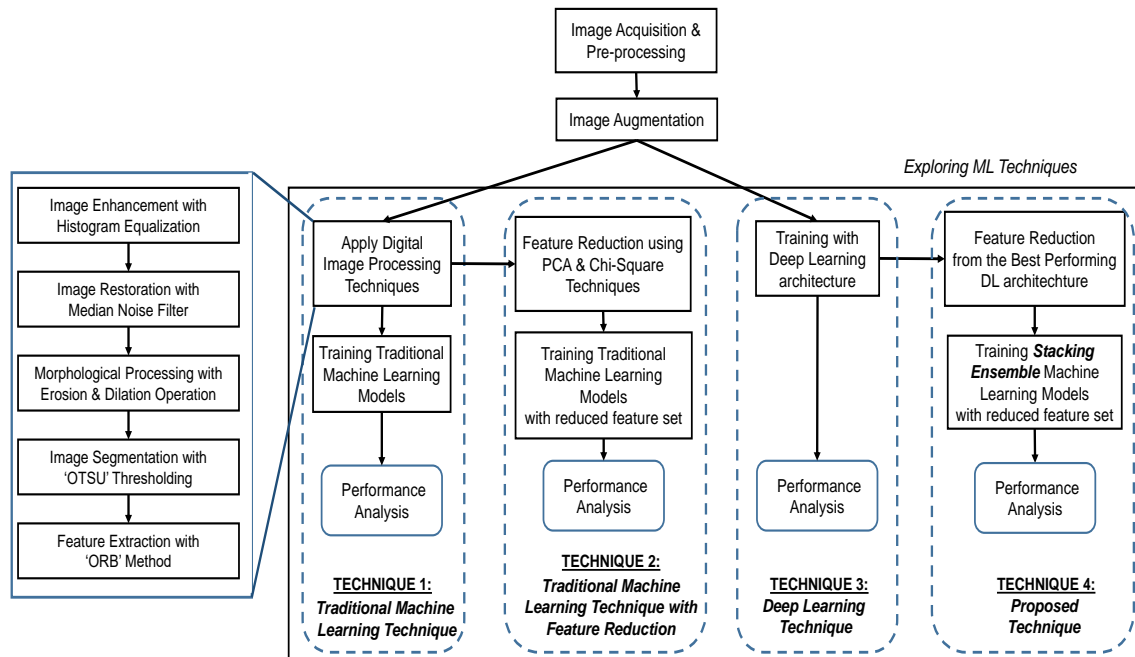 Image Acquisition &
Pre-processing
Image Augmentation
Exploring ML Techniques
Image Enhancement with
Histogram Equalization
Image Restoration with
Median Noise Filter
Morphological Processing with
Erosion & Dilation Operation
Image Segmentation with
‘OTSU’ Thresholding
Feature Extraction with
‘ORB’ Method
Apply Digital
Image Processing
Techniques
Training Traditional
Machine Learning
Models
Performance
Analysis
TECHNIQUE 1:
Traditional Machine
Learning Technique
Feature Reduction using
PCA & Chi-Square
Techniques
Training Traditional
Machine Learning
Models
with reduced feature set
Performance
Analysis
TECHNIQUE 2:
Traditional Machine
Learning Technique with
Feature Reduction
Training with
Deep Learning
architecture
Performance
Analysis
TECHNIQUE 3:
Deep Learning
Technique
Feature Reduction
from the Best Performing
DL architechture
Training Stacking
Ensemble Machine
Learning Models
with reduced feature set
Performance
Analysis
TECHNIQUE 4:
Proposed
Technique